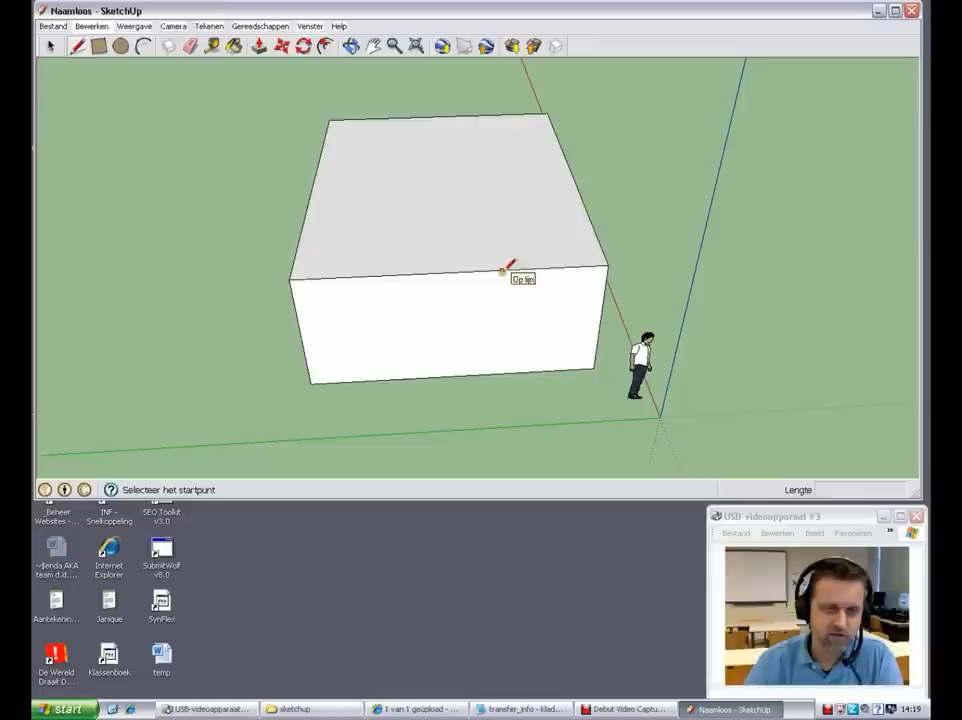 Naamloos - SketchUp
Bestand Bewerken Weergave Camera Tekenen Gereedschappen Venster Help
Op lijn
Selecteer het startpunt
Lengte
_Beheer Websites -...
INF - Snelkoppeling
SEO Toolkit v3.0
Internet Explorer
SubmitWolf v8.0
~$enda AKA team d.d....
Aantekenin...
Janique
SynFlex
De Wereld Draait D...
Klassenboek
temp
USB-videoapparaat #3
Bestand Bewerken Beeld Favorieten »
start
USB-videoapparaat...
sketchup
1 van 1 geüpload - ...
transfer_info - Klad...
Debut Video Captu...
Naamloos - SketchUp
14:19